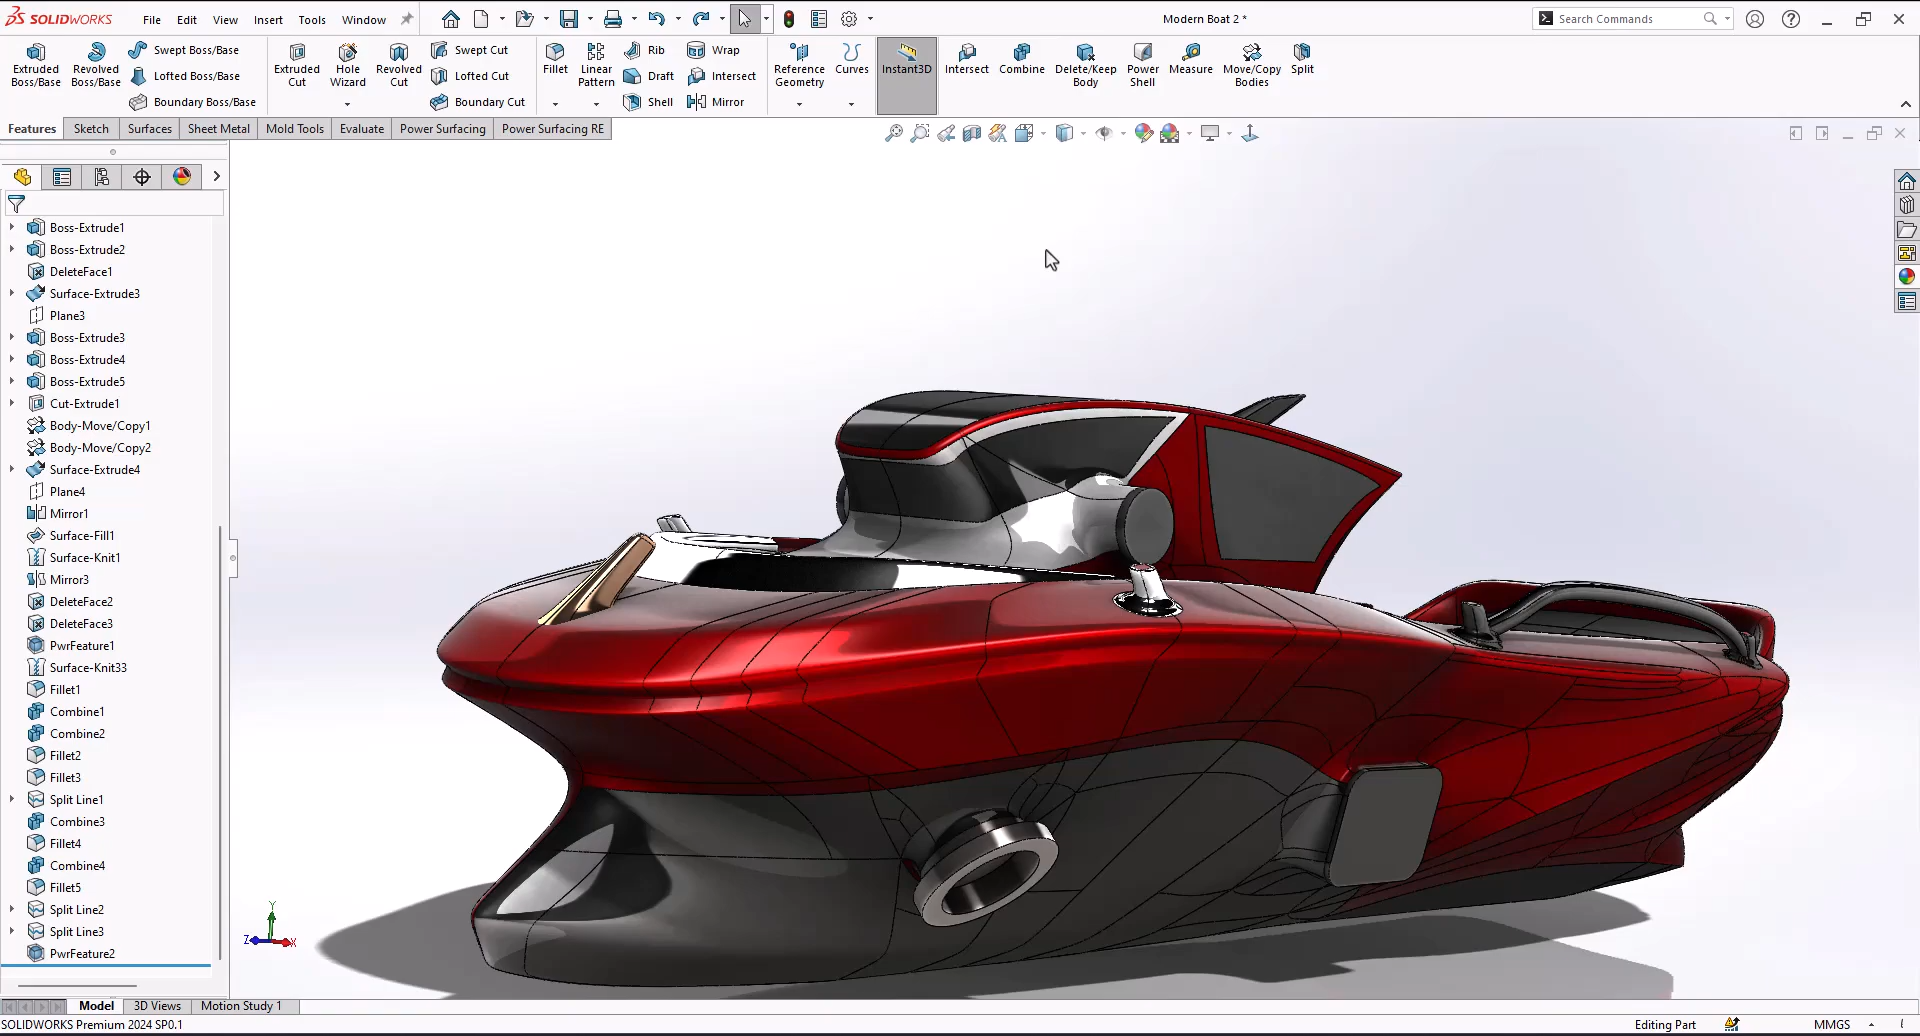 SOLIDWORKS
File Edit View Insert Tools Window
Modern Boat 2 *
Search Commands
Extruded Boss/Base
Revolved Boss/Base
Swept Boss/Base
Lofted Boss/Base
Boundary Boss/Base
Extruded Cut
Hole Wizard
Revolved Cut
Swept Cut
Lofted Cut
Boundary Cut
Fillet
Linear Pattern
Rib
Draft
Shell
Wrap
Intersect
Mirror
Reference Geometry
Curves
Instant3D
Intersect
Combine
Delete/Keep Body
Power Shell
Measure
Move/Copy Bodies
Split
Features Sketch Surfaces Sheet Metal Mold Tools Evaluate Power Surfacing Power Surfacing RE
Boss-Extrude1
Boss-Extrude2
DeleteFace1
Surface-Extrude3
Plane3
Boss-Extrude3
Boss-Extrude4
Boss-Extrude5
Cut-Extrude1
Body-Move/Copy1
Body-Move/Copy2
Surface-Extrude4
Plane4
Mirror1
Surface-Fill1
Surface-Knit1
Mirror3
DeleteFace2
DeleteFace3
PwrFeature1
Surface-Knit33
Fillet1
Combine1
Combine2
Fillet2
Fillet3
Split Line1
Combine3
Fillet4
Combine4
Fillet5
Split Line2
Split Line3
PwrFeature2
Y
Z
X
Model 3D Views Motion Study 1
SOLIDWORKS Premium 2024 SP0.1
Editing Part
MMGS